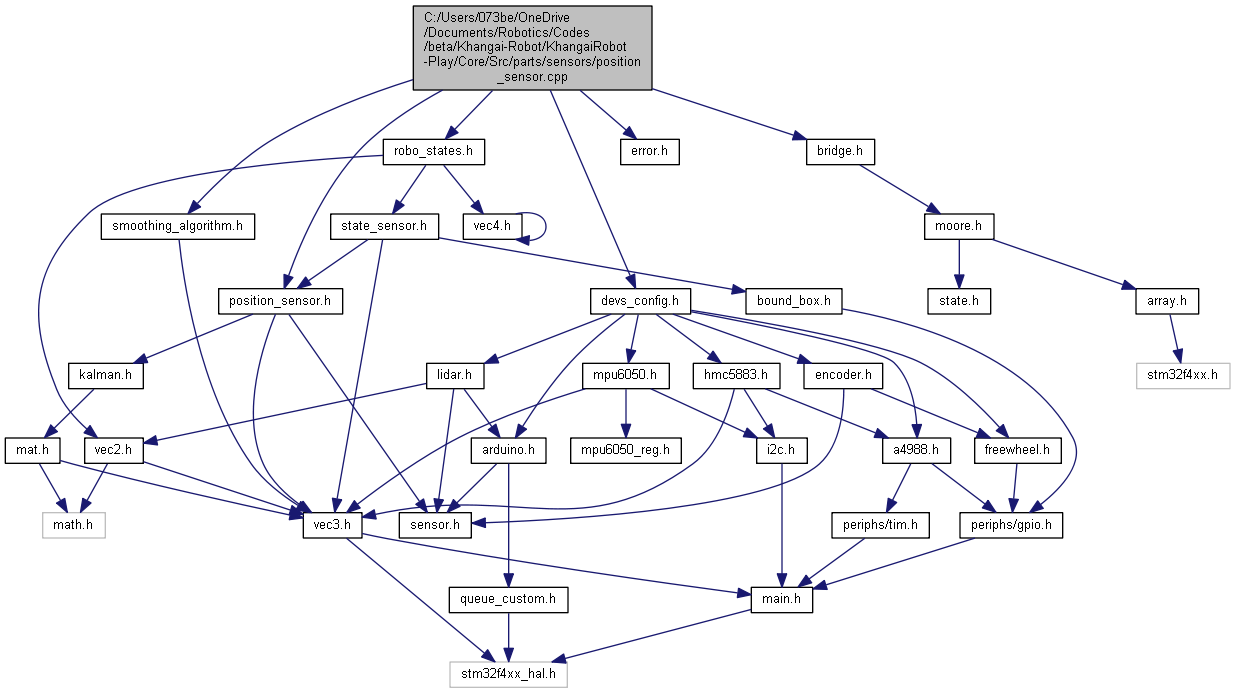 C:/Users/073be/OneDrive
/Documents/Robotics/Codes
/beta/Khangai-Robot/KhangaiRobot
-Play/Core/Src/parts/sensors/position
_sensor.cpp
robo_states.h
error.h
bridge.h
smoothing_algorithm.h
state_sensor.h
vec4.h
moore.h
position_sensor.h
devs_config.h
bound_box.h
state.h
array.h
kalman.h
lidar.h
mpu6050.h
hmc5883.h
encoder.h
stm32f4xx.h
mat.h
vec2.h
arduino.h
mpu6050_reg.h
i2c.h
a4988.h
freewheel.h
math.h
vec3.h
sensor.h
periphs/tim.h
periphs/gpio.h
queue_custom.h
main.h
stm32f4xx_hal.h